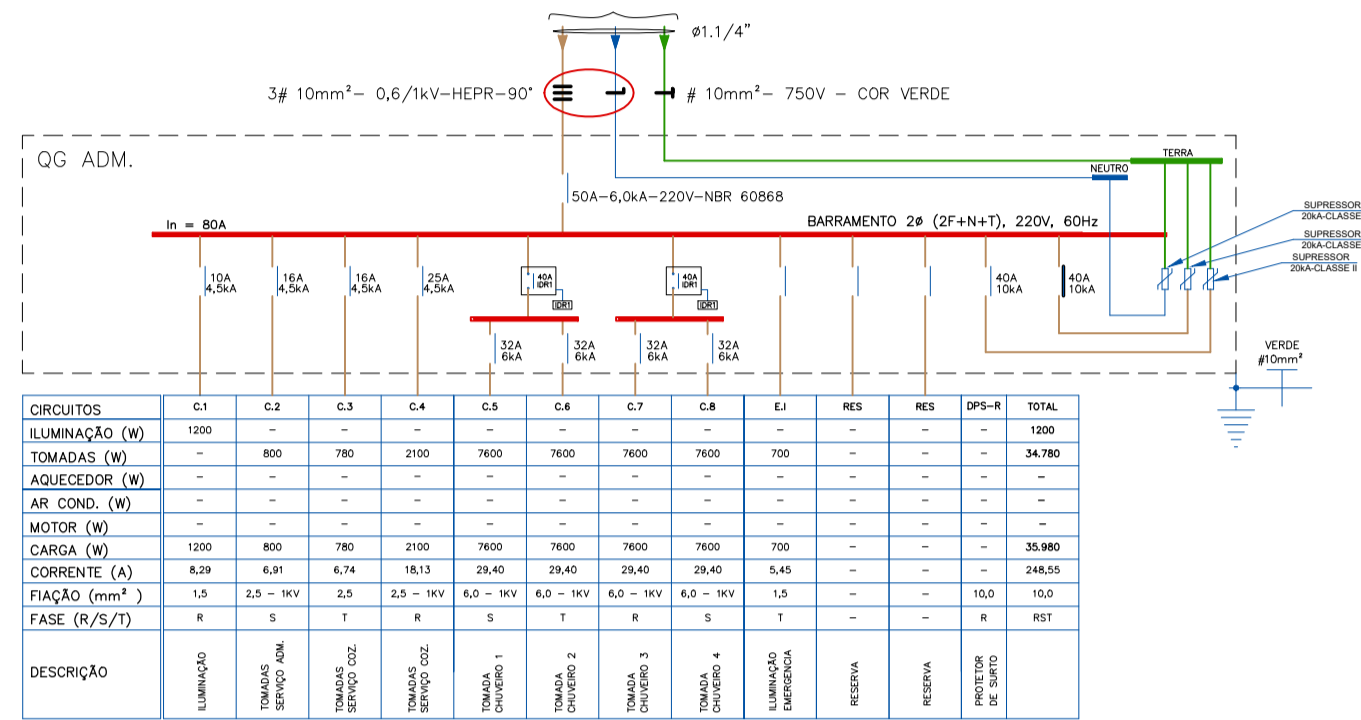 ø1.1/4"
3# 10mm²- 0,6/1kV-HEPR-90°
# 10mm²- 750V - COR VERDE
QG ADM.
TERRA
NEUTRO
50A-6,0kA-220V-NBR 60868
In = 80A
BARRAMENTO 2ø (2F+N+T), 220V, 60Hz
SUPRESSOR
20kA-CLASSE
SUPRESSOR
20kA-CLASSE
SUPRESSOR
20kA-CLASSE II
10A
4,5kA
16A
4,5kA
16A
4,5kA
25A
4,5kA
40A
IDR1
IDR1
40A
IDR1
IDR1
40A
10kA
40A
10kA
32A
6kA
32A
6kA
32A
6kA
32A
6kA
VERDE
#10mm²
CIRCUITOS C.1 C.2 C.3 C.4 C.5 C.6 C.7 C.8 E.I RES RES DPS-R TOTAL
ILUMINAÇÃO (W) 1200 - - - - - - - - - - - 1200
TOMADAS (W) - 800 780 2100 7600 7600 7600 7600 700 - - - 34.780
AQUECEDOR (W) - - - - - - - - - - - - -
AR COND. (W) - - - - - - - - - - - - -
MOTOR (W) - - - - - - - - - - - - -
CARGA (W) 1200 800 780 2100 7600 7600 7600 7600 700 - - - 35.980
CORRENTE (A) 8,29 6,91 6,74 18,13 29,40 29,40 29,40 29,40 5,45 - - - 248,55
FIAÇÃO (mm² ) 1,5 2,5 - 1KV 2,5 2,5 - 1KV 6,0 - 1KV 6,0 - 1KV 6,0 - 1KV 6,0 - 1KV 1,5 - - 10,0 10,0
FASE (R/S/T) R S T R S T R S T - - R RST
DESCRIÇÃO
ILUMINAÇÃO
TOMADAS
SERVIÇO ADM.
TOMADAS
SERVIÇO COZ.
TOMADAS
SERVIÇO COZ.
TOMADA
CHUVEIRO 1
TOMADA
CHUVEIRO 2
TOMADA
CHUVEIRO 3
TOMADA
CHUVEIRO 4
ILUMINAÇÃO
EMERGENCIA
RESERVA
RESERVA
PROTETOR
DE SURTO